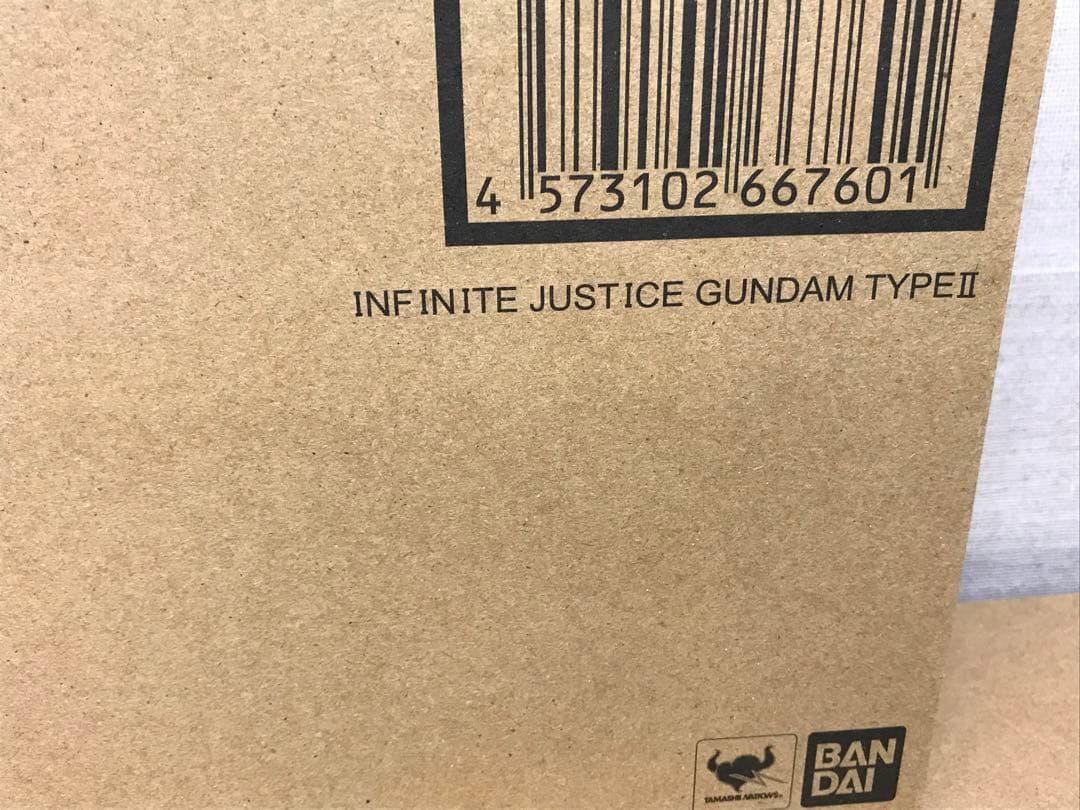 4 573102 667601
INFINITE JUSTICE GUNDAM TYPEⅡ
TAMASHII NATIONS
BAN
DAI